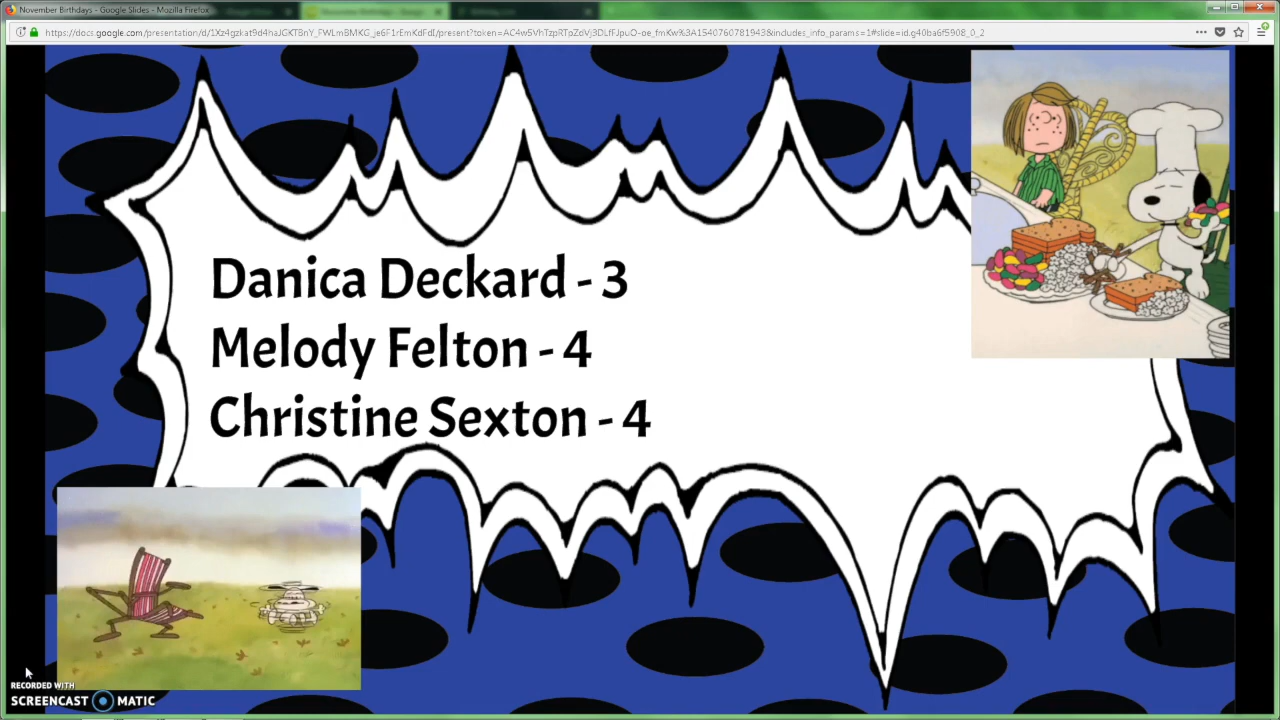 November Birthdays - Google Slides - Mozilla Firefox
Danica Deckard - 3
Melody Felton - 4
Christine Sexton - 4
RECORDED WITH
SCREENCAST MATIC